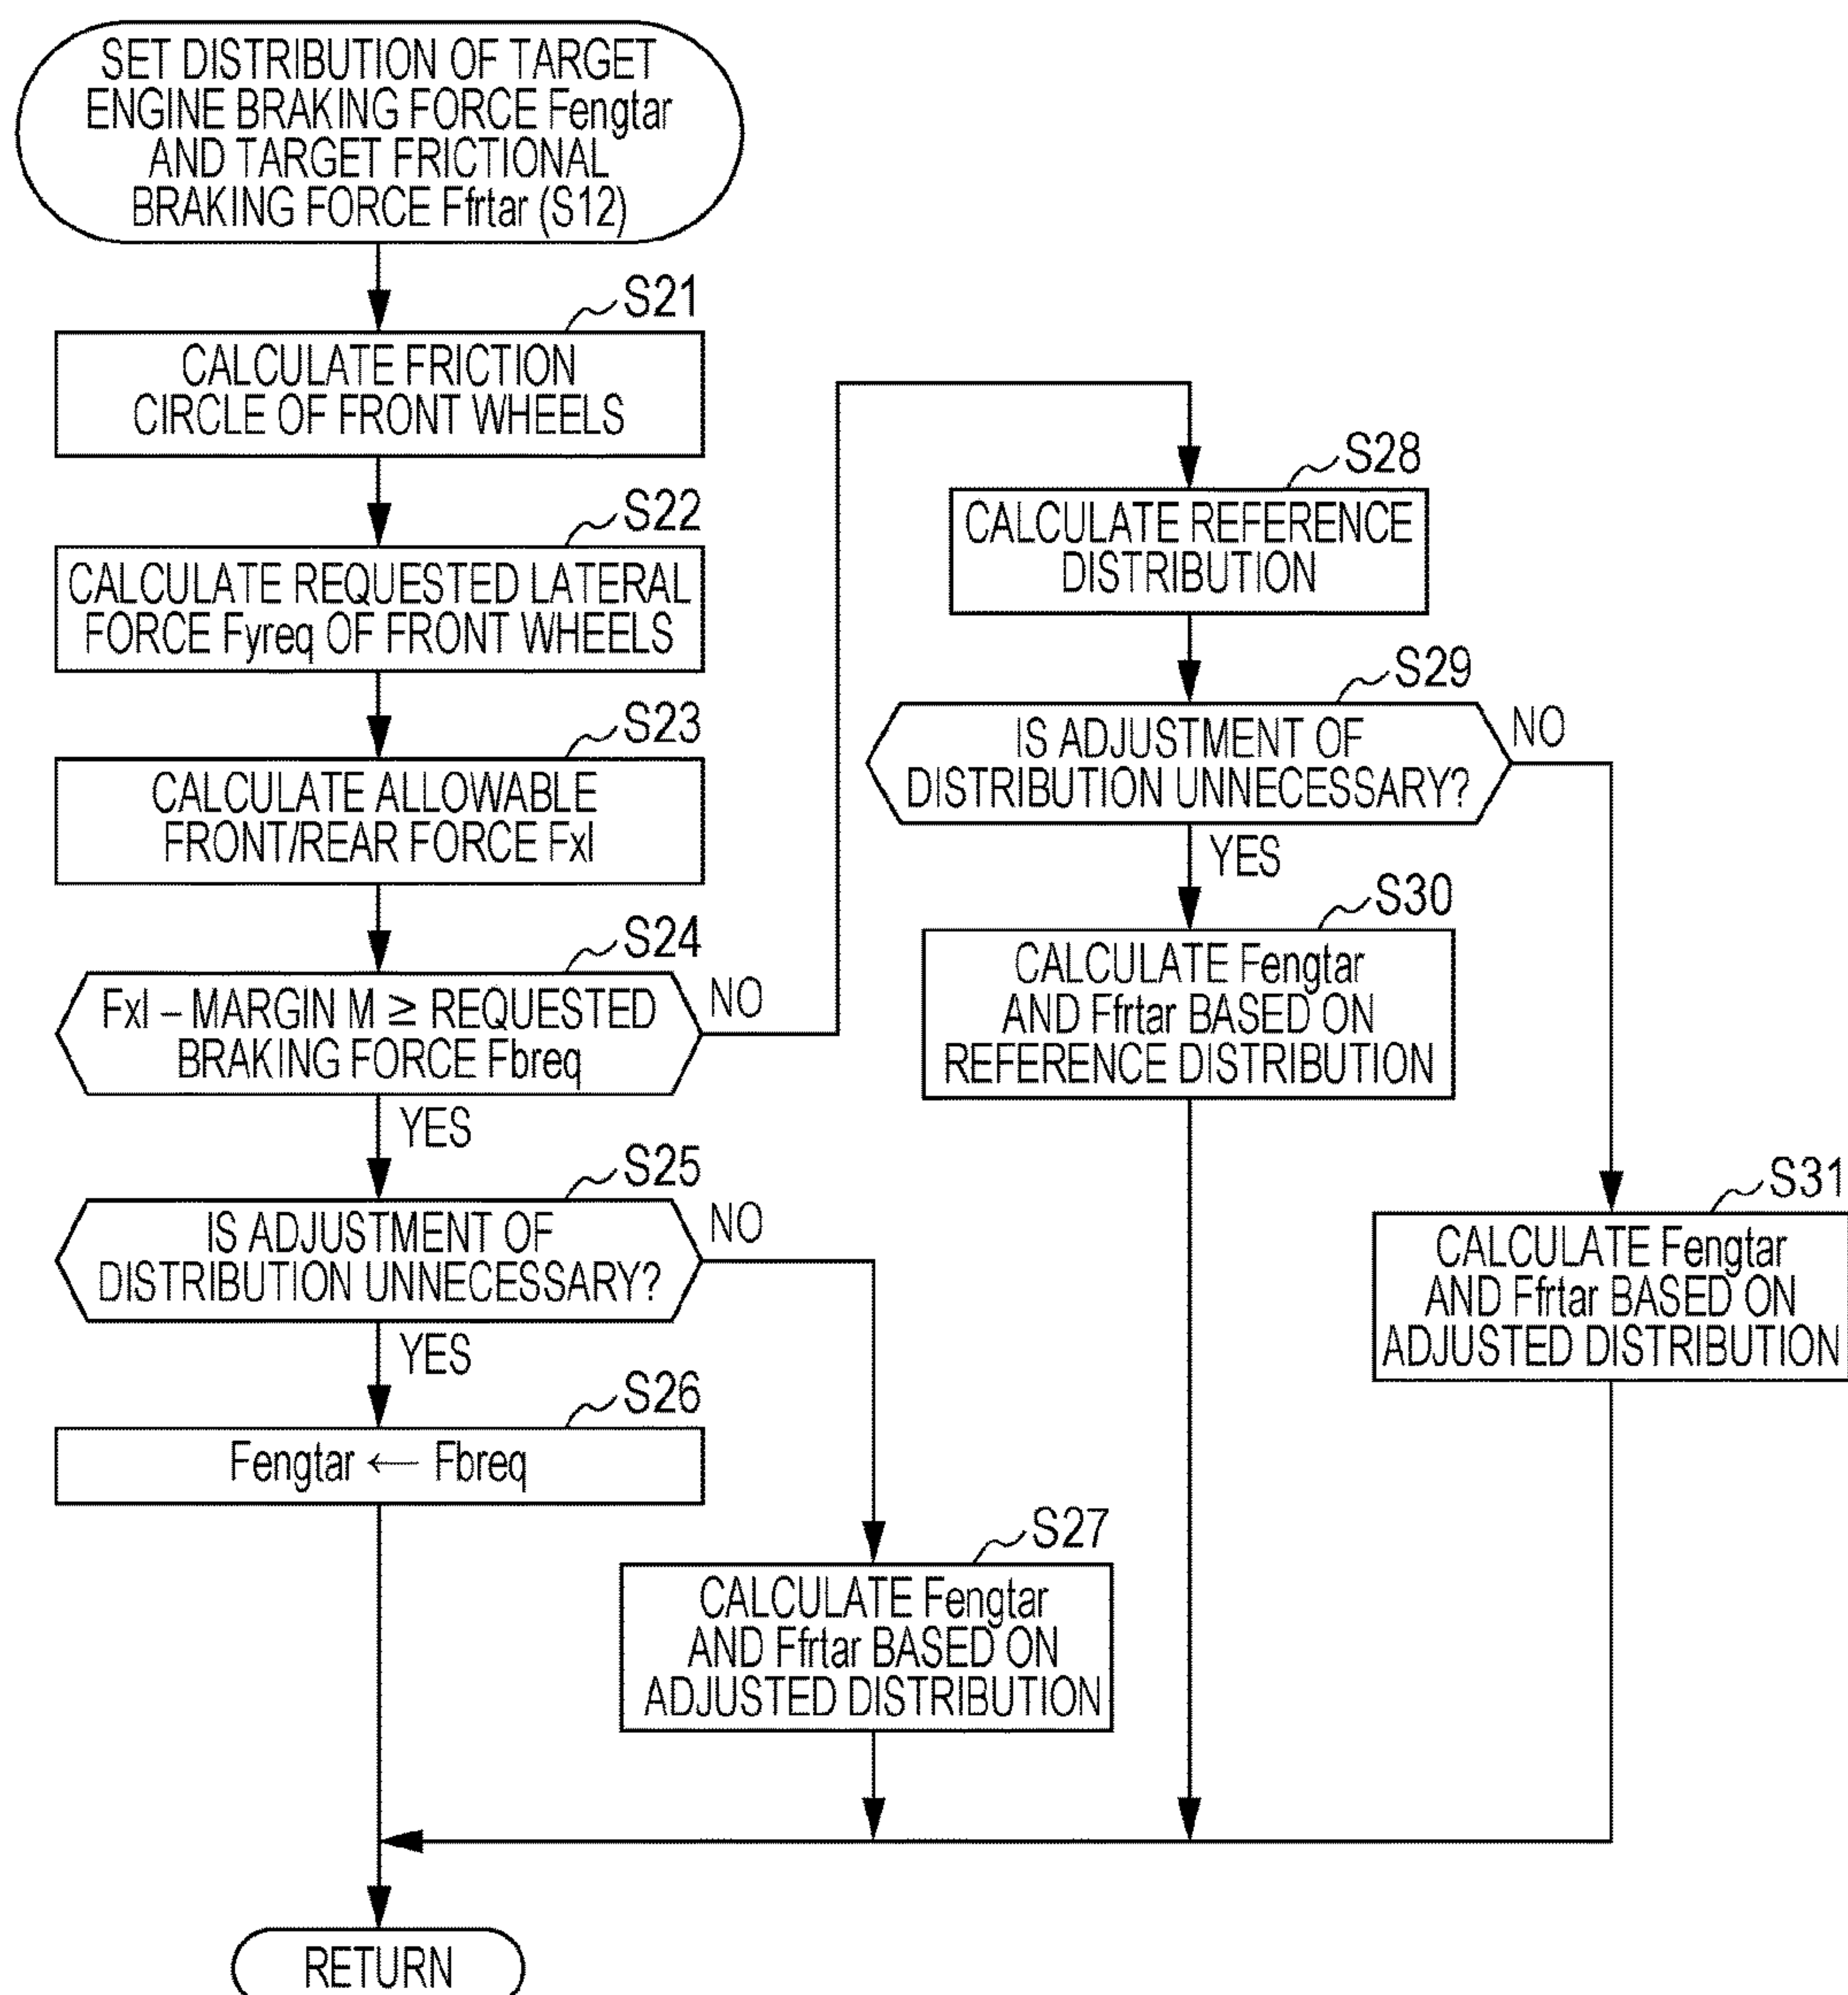 SET DISTRIBUTION OF TARGET
ENGINE BRAKING FORCE Fengtar
AND TARGET FRICTIONAL
BRAKING FORCE Ffrtar (S12)
S21
CALCULATE FRICTION
CIRCLE OF FRONT WHEELS
S22
CALCULATE REQUESTED LATERAL
FORCE Fyreq OF FRONT WHEELS
S23
CALCULATE ALLOWABLE
FRONT/REAR FORCE Fxl
S24
Fxl – MARGIN M ≥ REQUESTED
BRAKING FORCE Fbreq
NO
YES
S25
IS ADJUSTMENT OF
DISTRIBUTION UNNECESSARY?
NO
YES
S26
Fengtar ← Fbreq
S27
CALCULATE Fengtar
AND Ffrtar BASED ON
ADJUSTED DISTRIBUTION
S28
CALCULATE REFERENCE
DISTRIBUTION
S29
IS ADJUSTMENT OF
DISTRIBUTION UNNECESSARY?
NO
YES
S30
CALCULATE Fengtar
AND Ffrtar BASED ON
REFERENCE DISTRIBUTION
S31
CALCULATE Fengtar
AND Ffrtar BASED ON
ADJUSTED DISTRIBUTION
RETURN